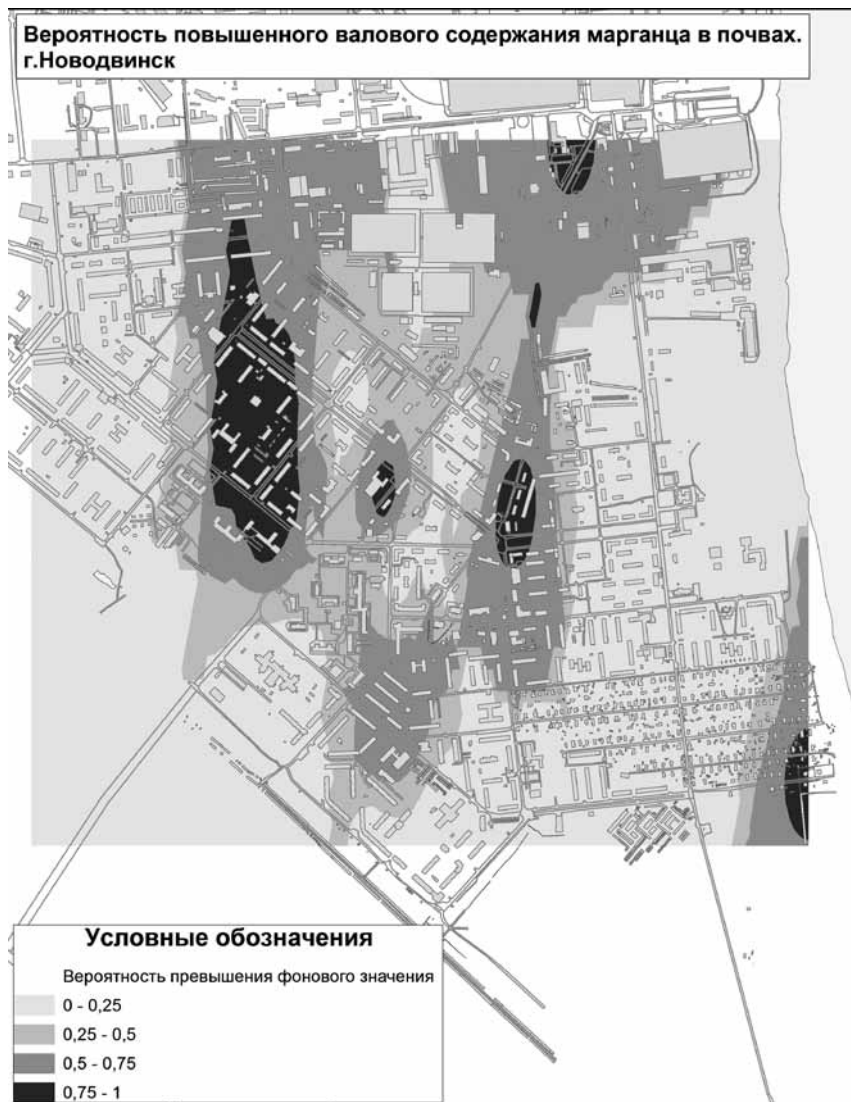 Вероятность повышенного валового содержания марганца в почвах.
г.Новодвинск
Условные обозначения
Вероятность превышения фонового значения
0 - 0,25
0,25 - 0,5
0,5 - 0,75
0,75 - 1